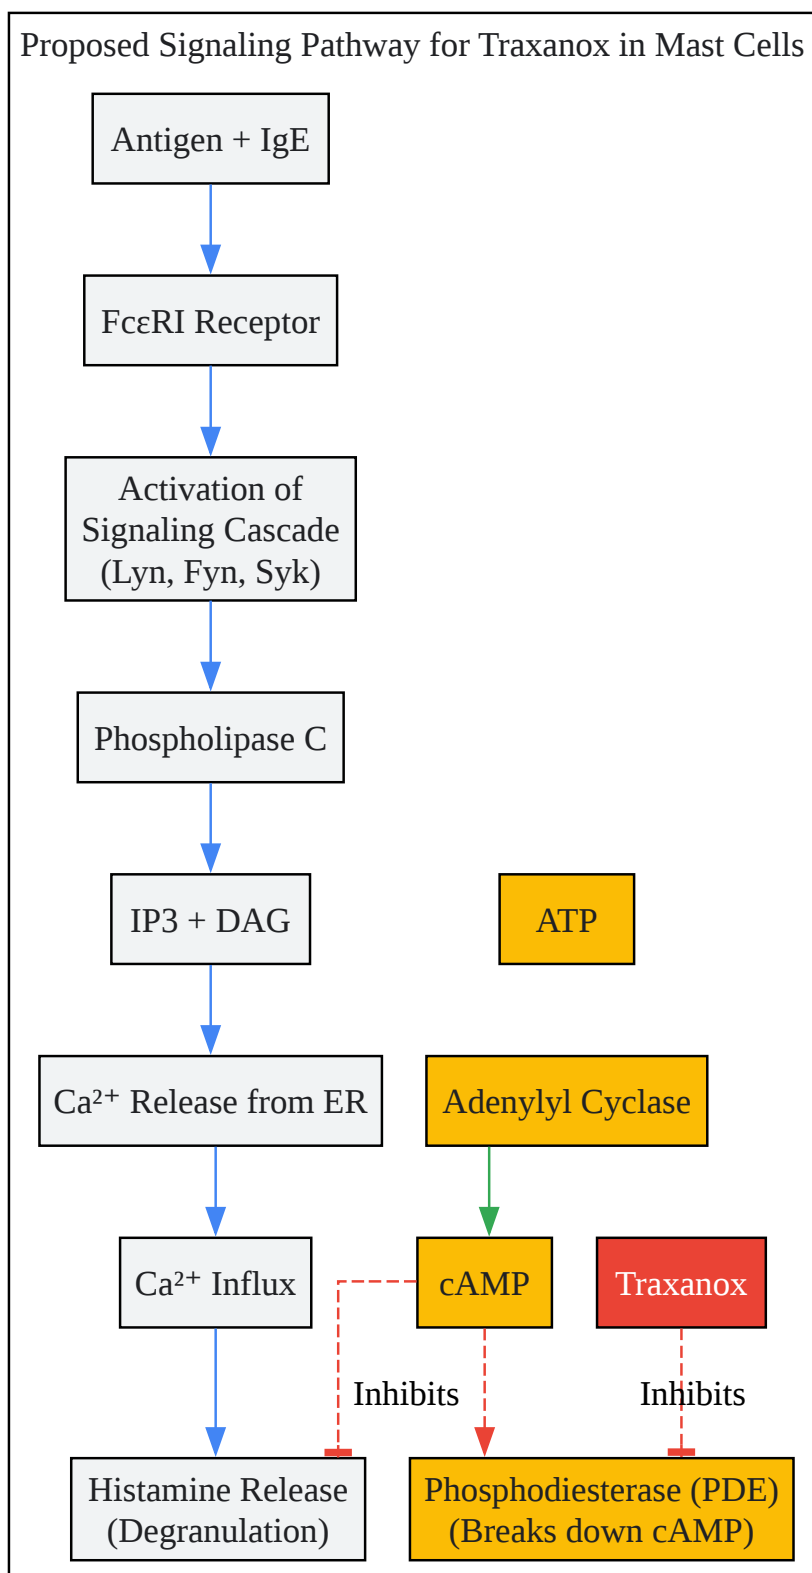 Proposed Signaling Pathway for Traxanox in Mast Cells
Antigen + IgE
FcεRI Receptor
Activation of
Signaling Cascade
(Lyn, Fyn, Syk)
Phospholipase C
IP3 + DAG
ATP
Ca²⁺ Release from ER
Adenylyl Cyclase
Ca²⁺ Influx
cAMP
Traxanox
Inhibits
Inhibits
Histamine Release
(Degranulation)
Phosphodiesterase (PDE)
(Breaks down cAMP)